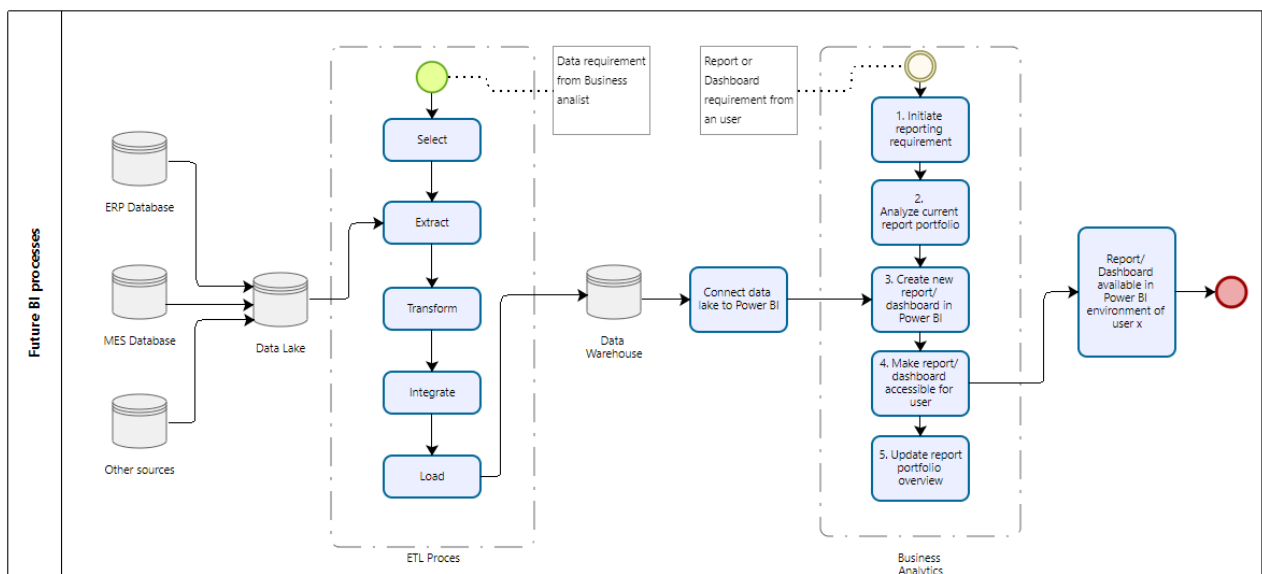 Future BI processes
ERP Database
MES Database
Other sources
Data Lake
Data requirement
from Business
analist
Select
Extract
Transform
Integrate
Load
ETL Proces
Data
Warehouse
Connect data
lake to Power BI
Report or
Dashboard
requirement from
an user
1. Initiate
reporting
requirement
2.
Analyze current
report portfolio
3. Create new
report/
dashboard in
Power BI
4. Make report/
dashboard
accessible for
user
5. Update report
portfolio
overview
Business
Analytics
Report/
Dashboard
available in
Power BI
environment of
user x